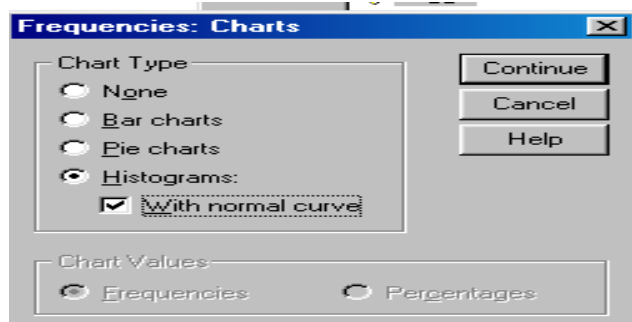 Frequencies: Charts
Chart Type
None
Bar charts
Pie charts
Histograms:
With normal curve
Continue
Cancel
Help
Chart Values
Frequencies
Percentages